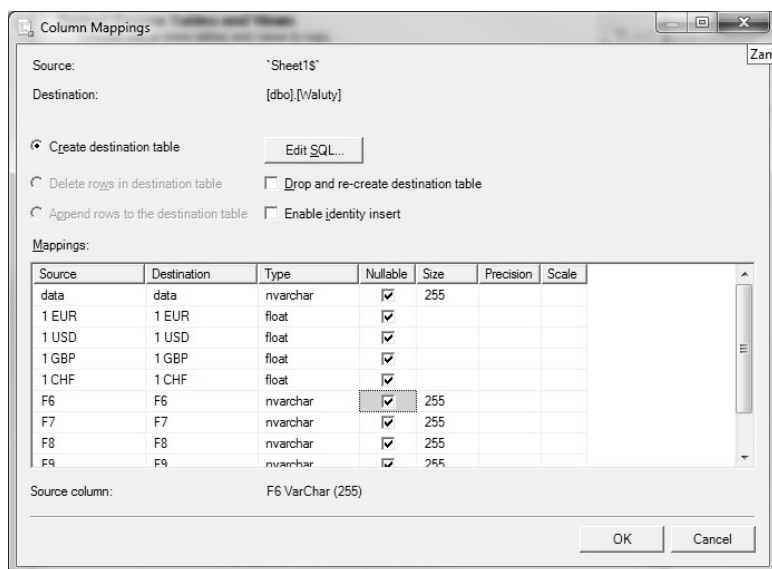 Column Mappings
Zan
Source: `Sheet1$`
Destination: [dbo].[Waluty]
Create destination table Edit SQL...
Delete rows in destination table Drop and re-create destination table
Append rows to the destination table Enable identity insert
Mappings:
Source Destination Type Nullable Size Precision Scale
data data nvarchar 255
1 EUR 1 EUR float
1 USD 1 USD float
1 GBP 1 GBP float
1 CHF 1 CHF float
F6 F6 nvarchar 255
F7 F7 nvarchar 255
F8 F8 nvarchar 255
F9 F9 nvarchar 255
Source column: F6 VarChar (255)
OK Cancel